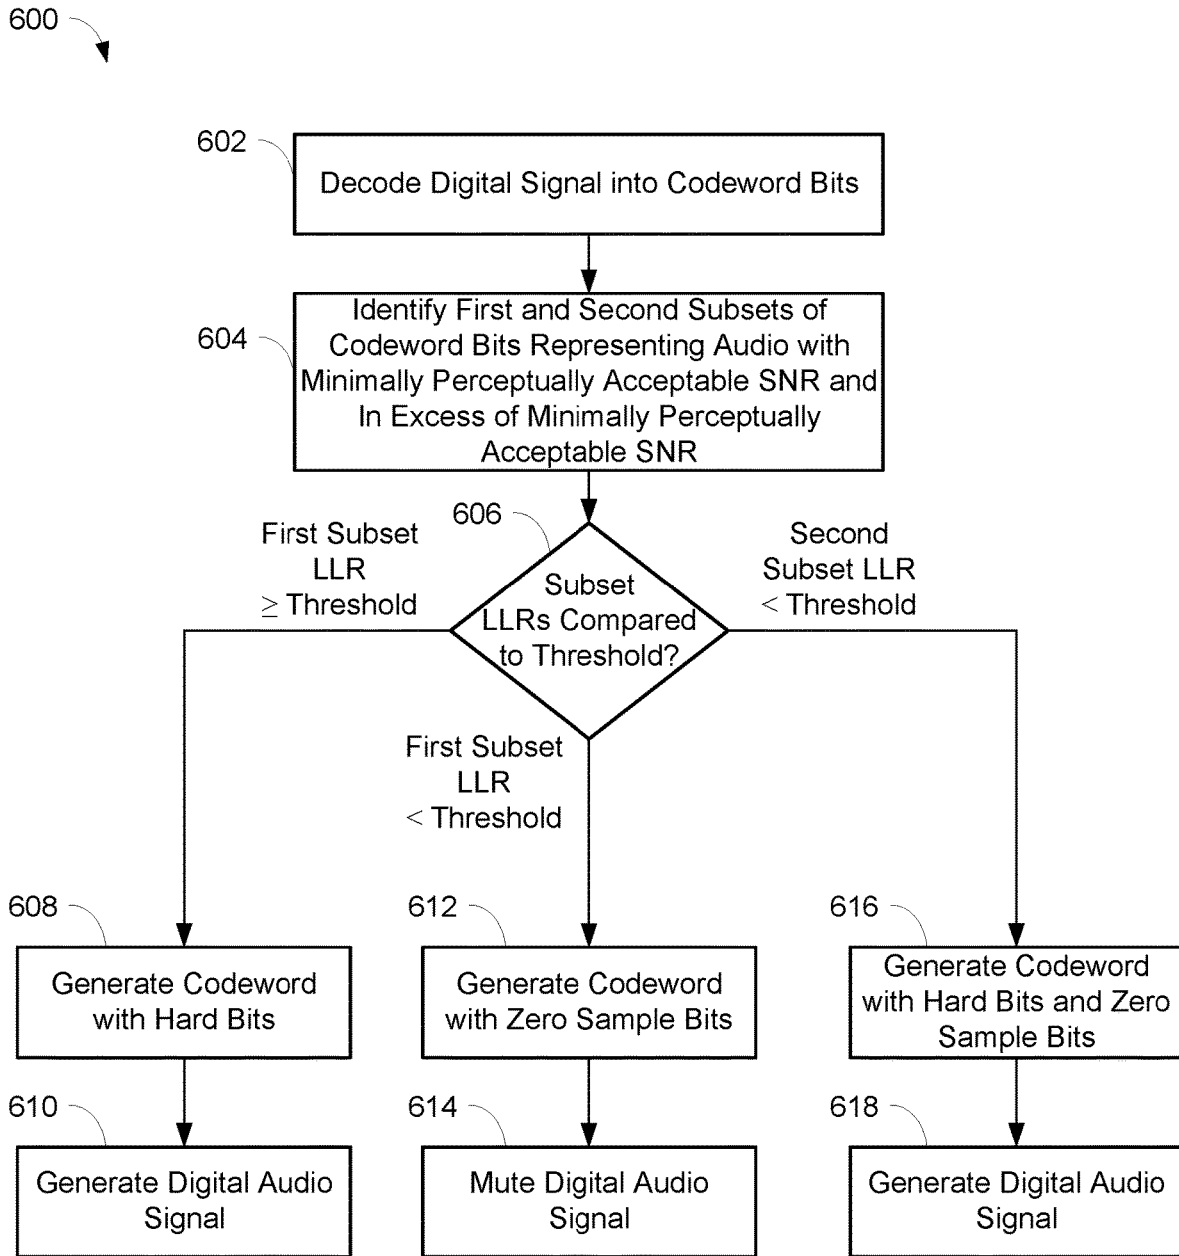 600
602
Decode Digital Signal into Codeword Bits
604
Identify First and Second Subsets of
Codeword Bits Representing Audio with
Minimally Perceptually Acceptable SNR and
In Excess of Minimally Perceptually
Acceptable SNR
606
First Subset
LLR
≥ Threshold
Subset
LLRs Compared
to Threshold?
Second
Subset LLR
< Threshold
First Subset
LLR
< Threshold
608
Generate Codeword
with Hard Bits
612
Generate Codeword
with Zero Sample Bits
616
Generate Codeword
with Hard Bits and Zero
Sample Bits
610
Generate Digital Audio
Signal
614
Mute Digital Audio
Signal
618
Generate Digital Audio
Signal